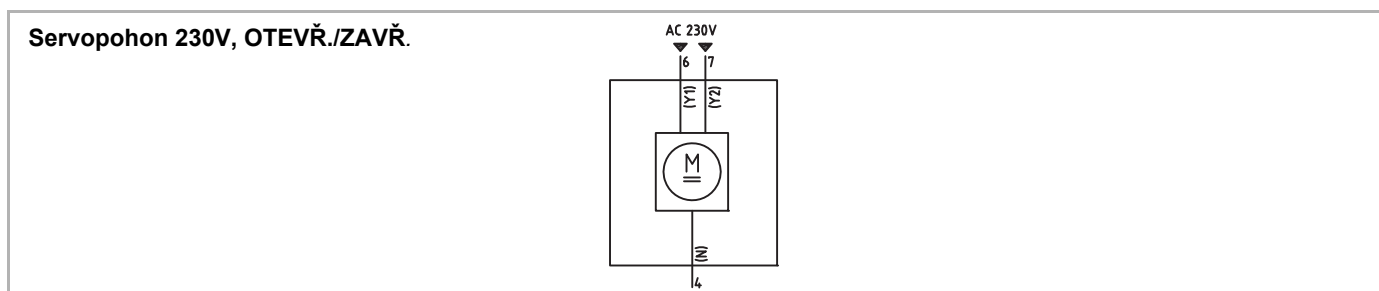 Servopohon 230V, OTEVŘ./ZAVŘ.
AC 230V
6 7
(Y1) (Y2)
M
(N)
4